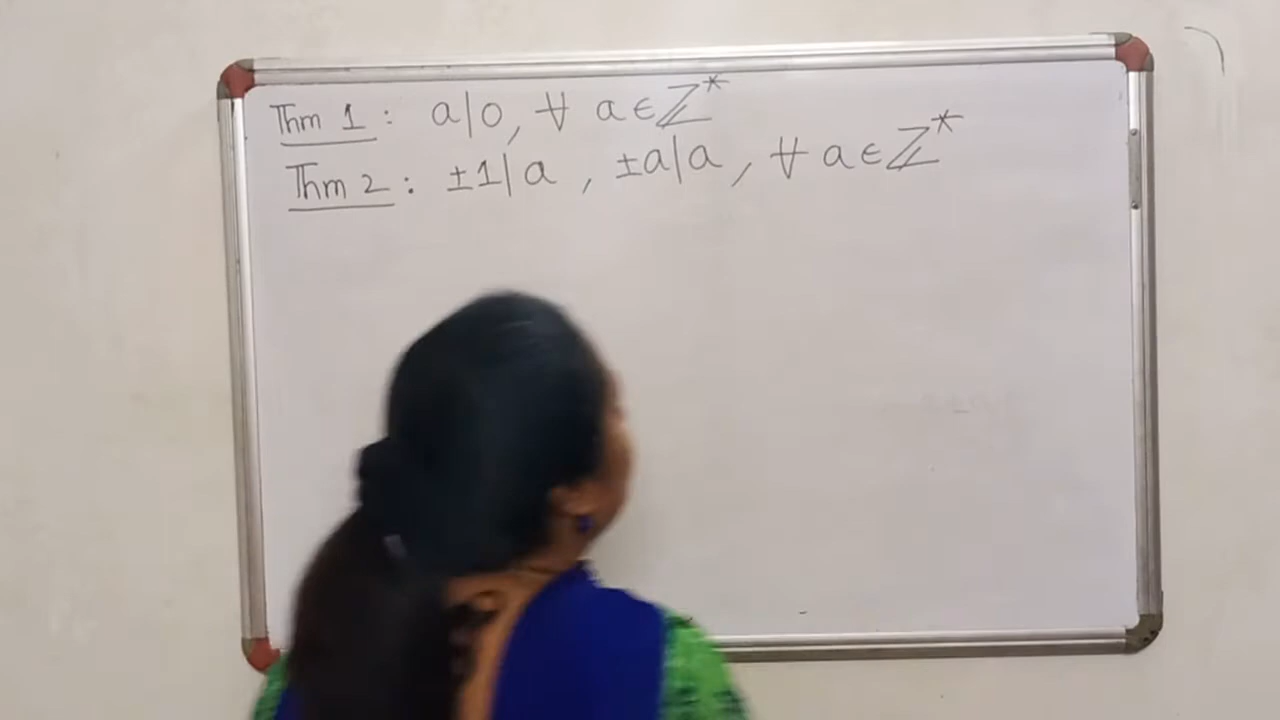 Thm 1 : a|0, ∀ a ∈ ℤ*
Thm 2 : ±1|a , ±a|a , ∀ a ∈ ℤ*